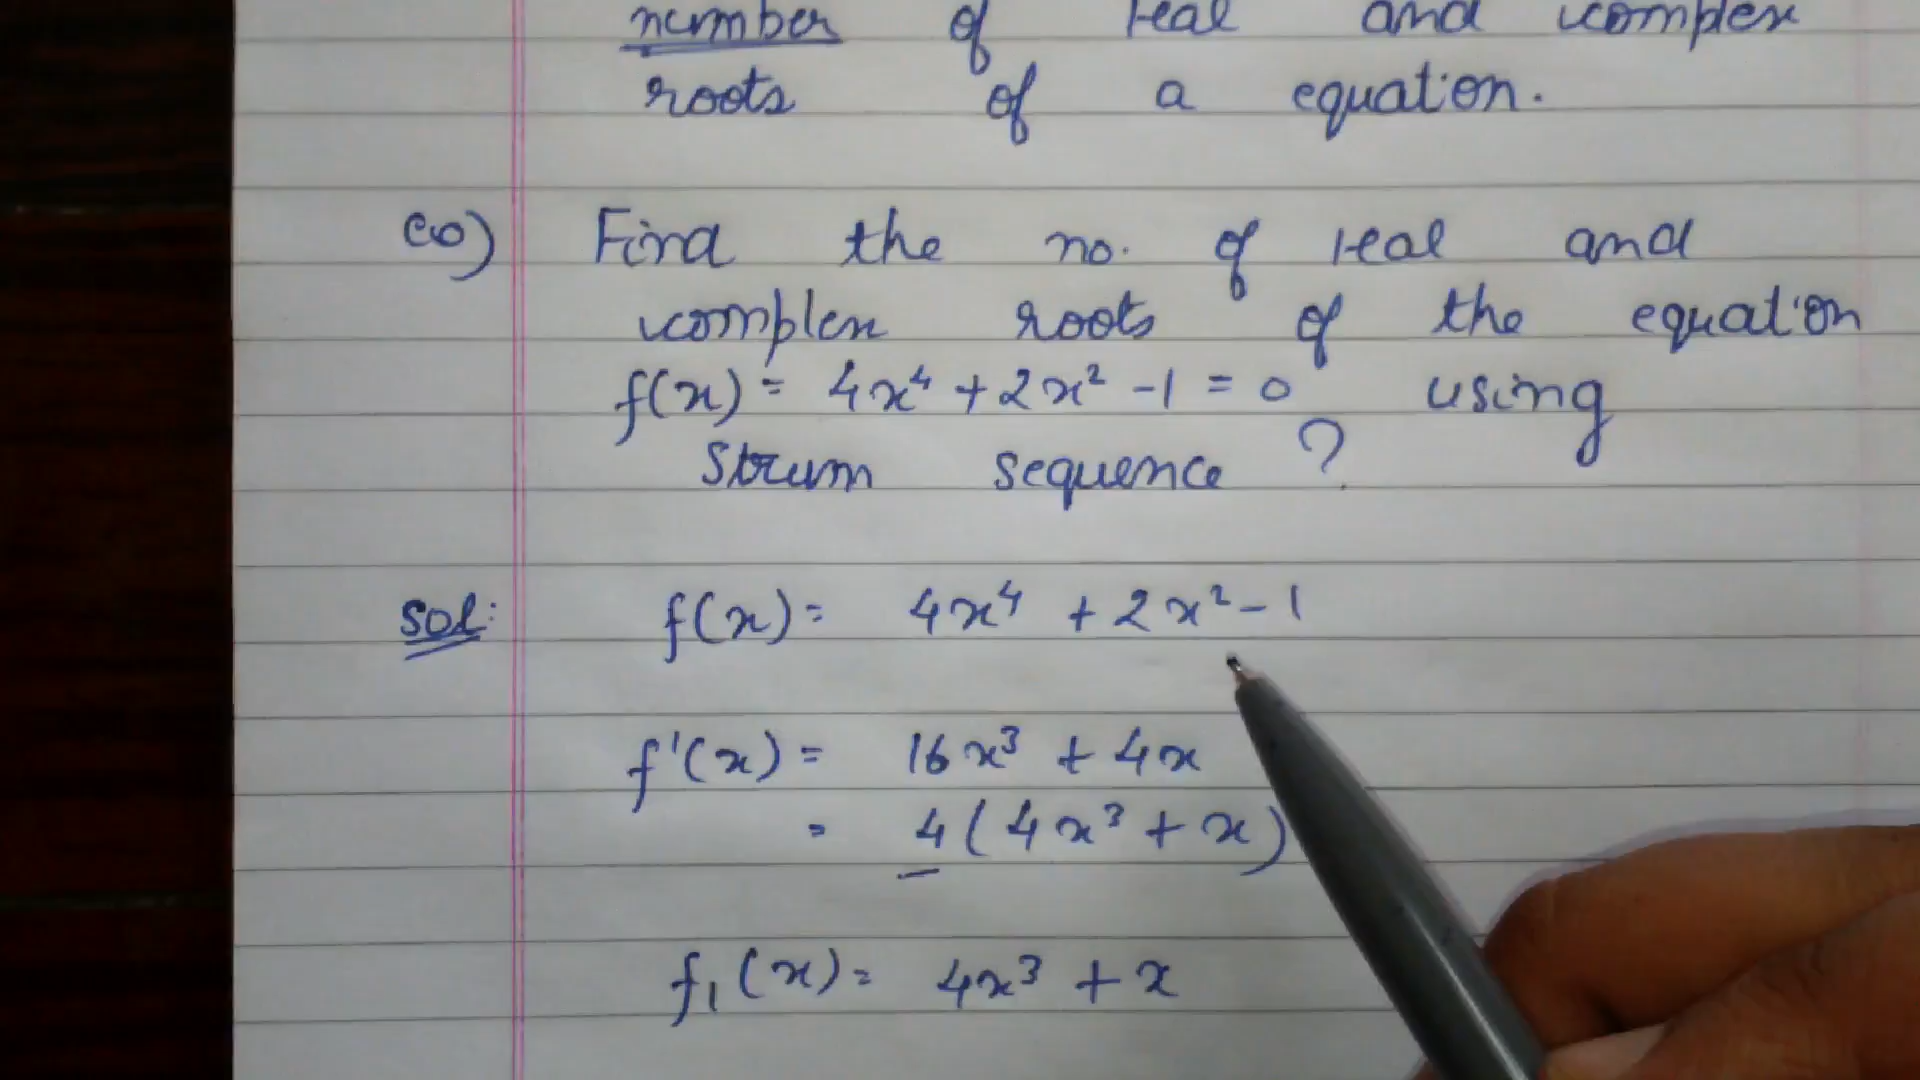 number of real and complex
roots of a equation.
ex) Find the no. of real and
complex roots of the equation
f(x) = 4x⁴ + 2x² - 1 = 0 using
Strum sequence ?
Sol: f(x) = 4x⁴ + 2x² - 1
f'(x) = 16x³ + 4x
= 4(4x³ + x)
f₁(x) = 4x³ + x